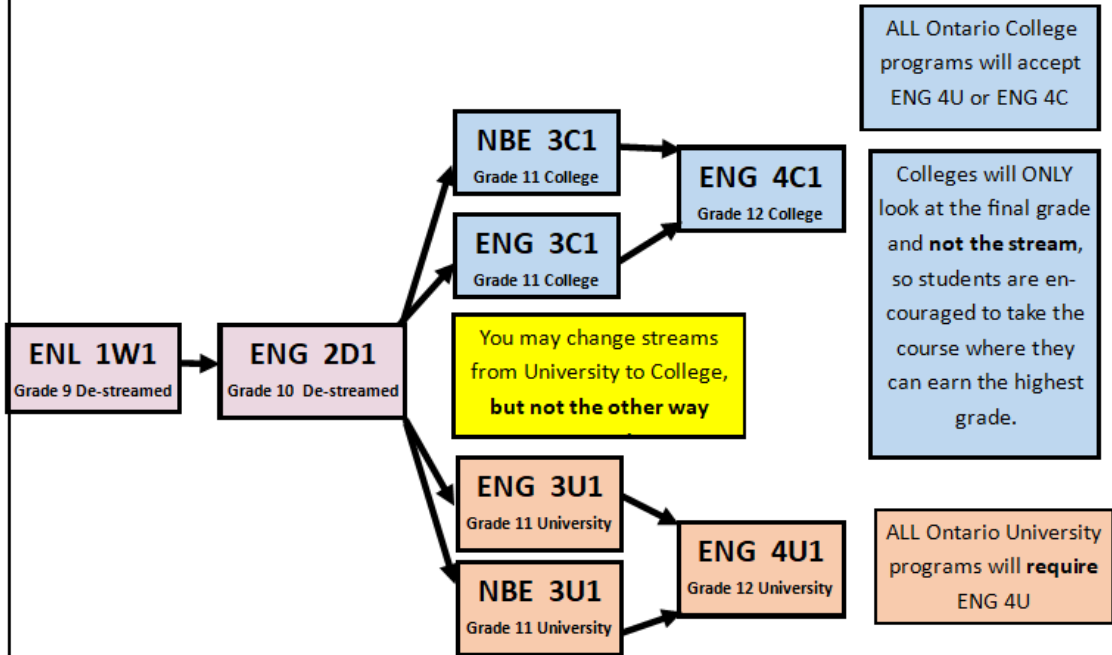 ALL Ontario College
programs will accept
ENG 4U or ENG 4C
NBE 3C1
Grade 11 College
ENG 4C1
Grade 12 College
ENG 3C1
Grade 11 College
Colleges will ONLY
look at the final grade
and not the stream,
so students are en-
couraged to take the
course where they
can earn the highest
grade.
ENL 1W1
Grade 9 De-streamed
ENG 2D1
Grade 10 De-streamed
You may change streams
from University to College,
but not the other way
ENG 3U1
Grade 11 University
NBE 3U1
Grade 11 University
ENG 4U1
Grade 12 University
ALL Ontario University
programs will require
ENG 4U